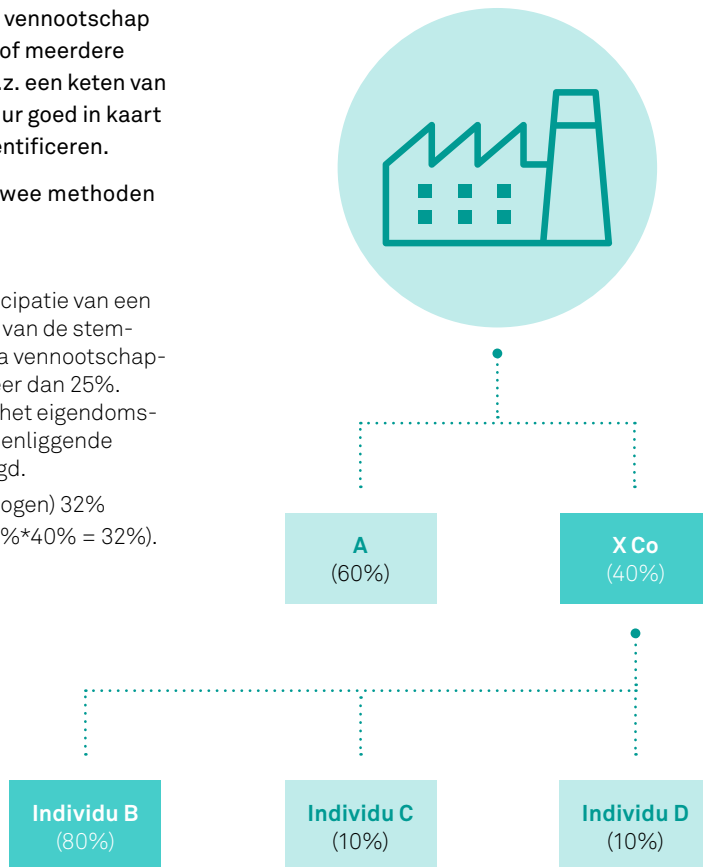 vennootschap
of meerdere
.z. een keten van
ur goed in kaart
entificeren.
wee methoden
cipatie van een
van de stem-
a vennootschap-
eer dan 25%.
het eigendoms-
enliggende
gd.
ogen) 32%
%*40% = 32%).
A
(60%)
X Co
(40%)
Individu B
(80%)
Individu C
(10%)
Individu D
(10%)